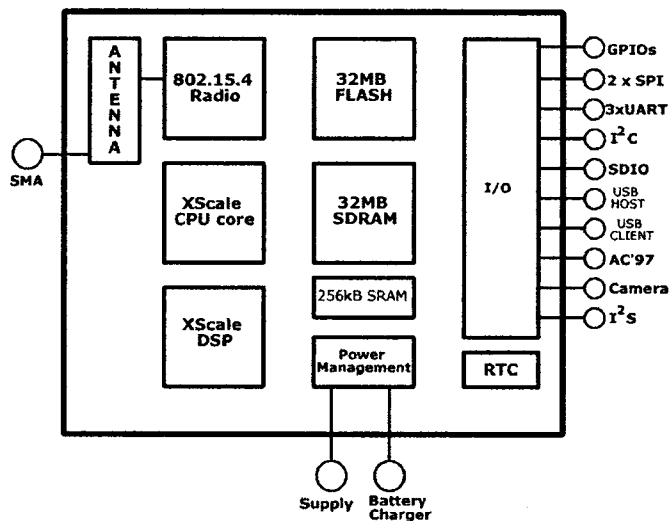 ANTENNA
802.15.4
Radio
32MB
FLASH
XScale
CPU core
32MB
SDRAM
256kB SRAM
XScale
DSP
Power
Management
I/O
RTC
SMA
GPIOs
2 x SPI
3xUART
I²C
SDIO
USB
HOST
USB
CLIENT
AC'97
Camera
I²S
Supply
Battery
Charger